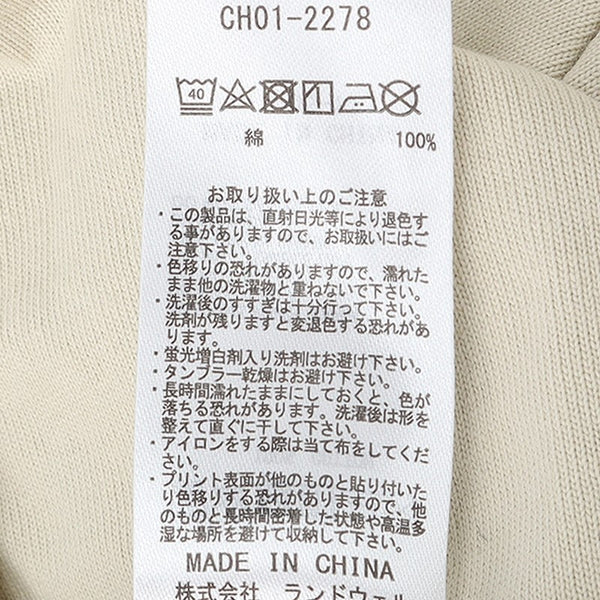 CH01-2278
40
綿 100%
お取り扱い上のご注意
・この製品は、直射日光等により退色す
る事がありますので、お取扱いにはご
注意下さい。
・色移りの恐れがありますので、濡れた
まま他の洗濯物と重ねないで下さい。
・洗濯後のすすぎは十分行って下さい。
洗剤が残りますと変退色する恐れがあ
ります。
・蛍光増白剤入り洗剤はお避け下さい。
・タンブラー乾燥はお避け下さい。
・長時間濡れたままにしておくと、色が
落ちる恐れがあります。洗濯後は形を
整えて直ぐに干して下さい。
・アイロンをする際は当て布をしてくだ
さい。
・プリント表面が他のものと貼り付いた
り色移りする恐れがありますので、他
のものと長時間密着した状態や高温多
湿な場所を避けて収納して下さい。
MADE IN CHINA
株式会社 ランドウェル